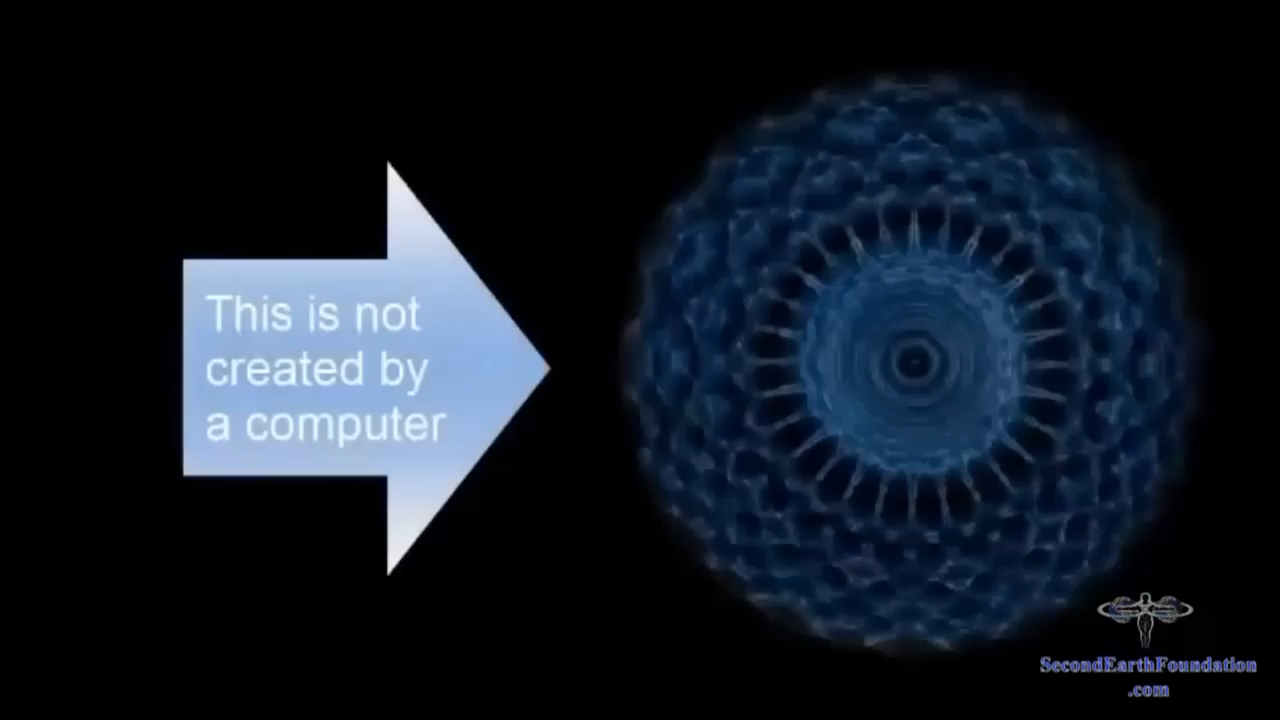 This is not
created by
a computer
SecondEarthFoundation
.com